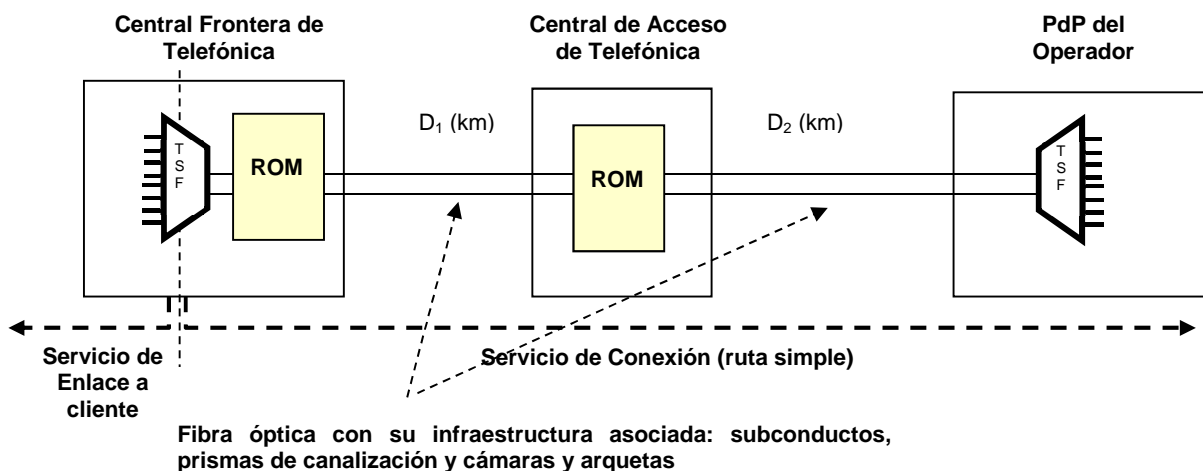 Central Frontera de
Telefónica
Central de Acceso
de Telefónica
PdP del
Operador
T
S
F
ROM
D₁ (km)
ROM
D₂ (km)
T
S
F
Servicio de
Enlace a
cliente
Servicio de Conexión (ruta simple)
Fibra óptica con su infraestructura asociada: subconductos,
prismas de canalización y cámaras y arquetas